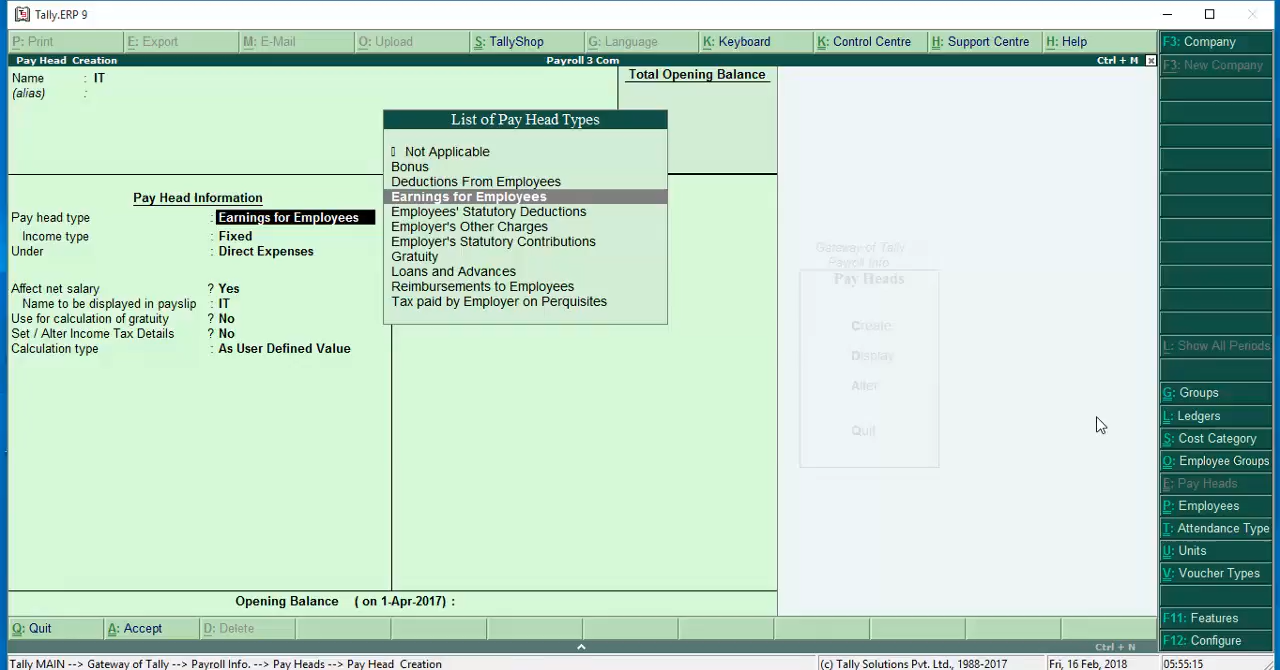 Tally.ERP 9
P: Print E: Export M: E-Mail O: Upload S: TallyShop G: Language K: Keyboard K: Control Centre H: Support Centre H: Help
Pay Head Creation Payroll 3 Com Ctrl + M
Name : IT
(alias) :
Total Opening Balance
List of Pay Head Types
Not Applicable
Bonus
Deductions From Employees
Earnings for Employees
Employees' Statutory Deductions
Employer's Other Charges
Employer's Statutory Contributions
Gratuity
Loans and Advances
Reimbursements to Employees
Tax paid by Employer on Perquisites
Pay Head Information
Pay head type : Earnings for Employees
Income type : Fixed
Under : Direct Expenses
Affect net salary ? Yes
Name to be displayed in payslip : IT
Use for calculation of gratuity ? No
Set / Alter Income Tax Details ? No
Calculation type : As User Defined Value
Gateway of Tally
Payroll Info.
Pay Heads
Create
Display
Alter
Quit
Opening Balance ( on 1-Apr-2017) :
F3: Company
F3: New Company
L: Show All Periods
G: Groups
L: Ledgers
S: Cost Category
O: Employee Groups
E: Pay Heads
P: Employees
T: Attendance Type
U: Units
V: Voucher Types
F11: Features
F12: Configure
Q: Quit A: Accept D: Delete
Ctrl + N
Tally MAIN --> Gateway of Tally --> Payroll Info. --> Pay Heads --> Pay Head Creation (c) Tally Solutions Pvt. Ltd., 1988-2017 Fri, 16 Feb, 2018 05:55:15